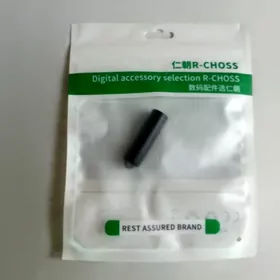 仁朝R-CHOSS
Digital accessory selection R-CHOSS
数码配件选仁朝
REST ASSURED BRAND